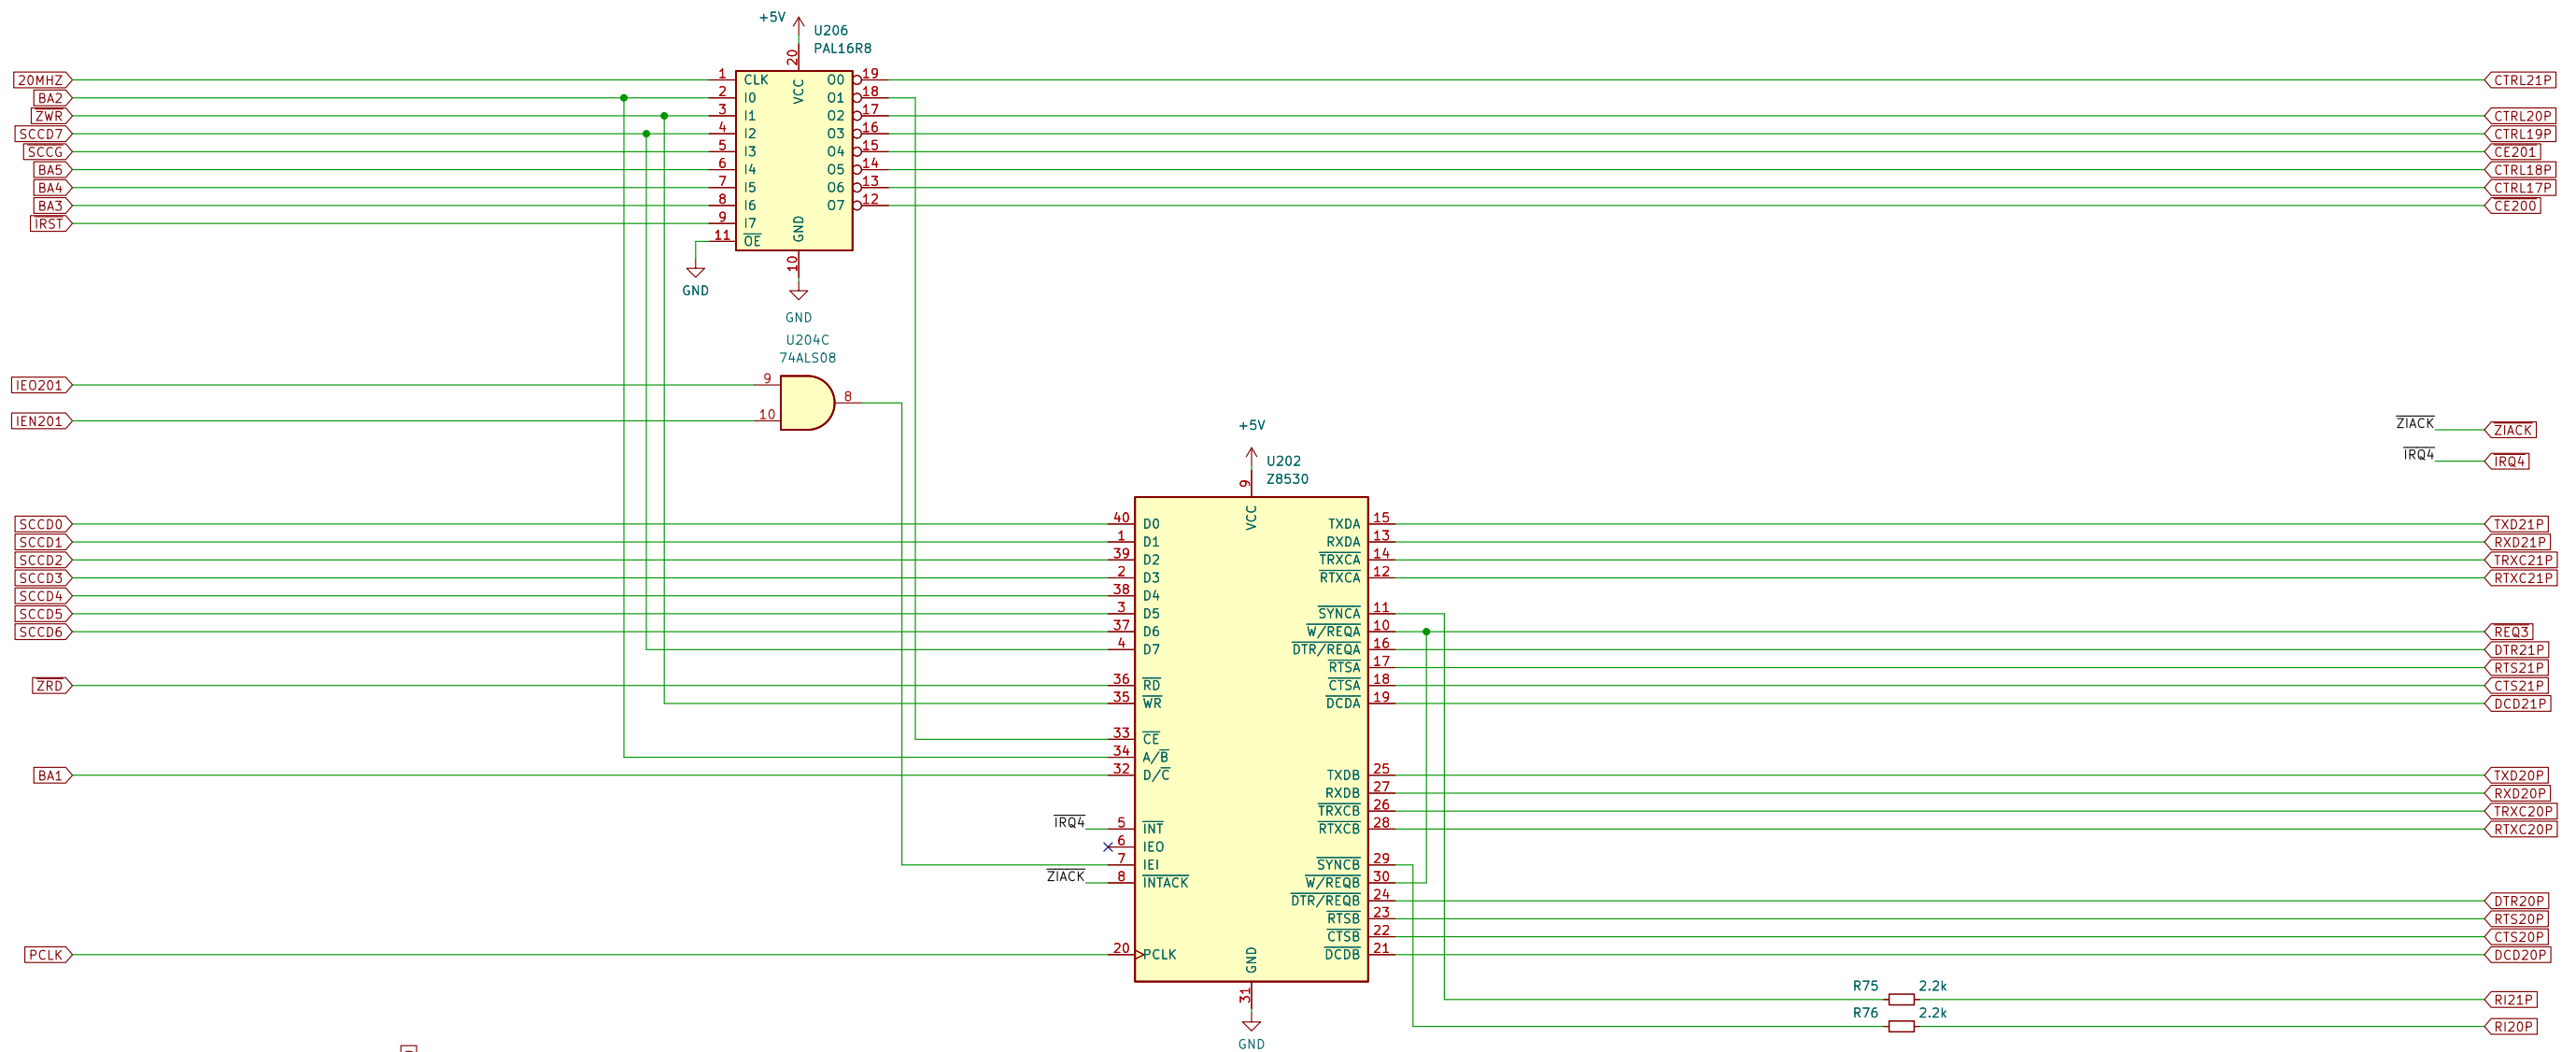 +5V
U206
PAL16R8
20
20MHZ 1 CLK VCC O0 19 CTRL21P
BA2 2 I0 O1 18
ZWR 3 I1 O2 17 CTRL20P
SCCD7 4 I2 O3 16 CTRL19P
SCCG 5 I3 O4 15 CE201
BA5 6 I4 O5 14 CTRL18P
BA4 7 I5 O6 13 CTRL17P
BA3 8 I6 O7 12 CE200
IRST 9 I7 GND
11 OE
10
GND
GND
U204C
74ALS08
IEO201 9
8
IEN201 10
+5V
ZIACK ZIACK
IRQ4 IRQ4
U202
Z8530
9
VCC
SCCD0 40 D0 TXDA 15 TXD21P
SCCD1 1 D1 RXDA 13 RXD21P
SCCD2 39 D2 TRXCA 14 TRXC21P
SCCD3 2 D3 RTXCA 12 RTXC21P
SCCD4 38 D4
SCCD5 3 D5 SYNCA 11
SCCD6 37 D6 W/REQA 10 REQ3
4 D7 DTR/REQA 16 DTR21P
RTSA 17 RTS21P
ZRD 36 RD CTSA 18 CTS21P
35 WR DCDA 19 DCD21P
33 CE
34 A/B
BA1 32 D/C TXDB 25 TXD20P
RXDB 27 RXD20P
TRXCB 26 TRXC20P
IRQ4 5 INT RTXCB 28 RTXC20P
6 IEO
7 IEI SYNCB 29
ZIACK 8 INTACK W/REQB 30
DTR/REQB 24 DTR20P
RTSB 23 RTS20P
CTSB 22 CTS20P
PCLK 20 PCLK GND DCDB 21 DCD20P
31
R75 2.2k RI21P
R76 2.2k RI20P
GND